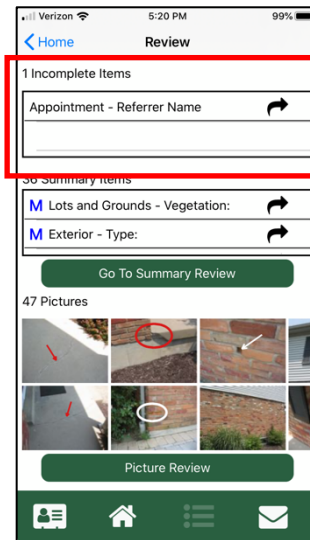 Verizon 5:20 PM 99%
Home Review
1 Incomplete Items
Appointment - Referrer Name
36 Summary Items
M Lots and Grounds - Vegetation:
M Exterior - Type:
Go To Summary Review
47 Pictures
Picture Review